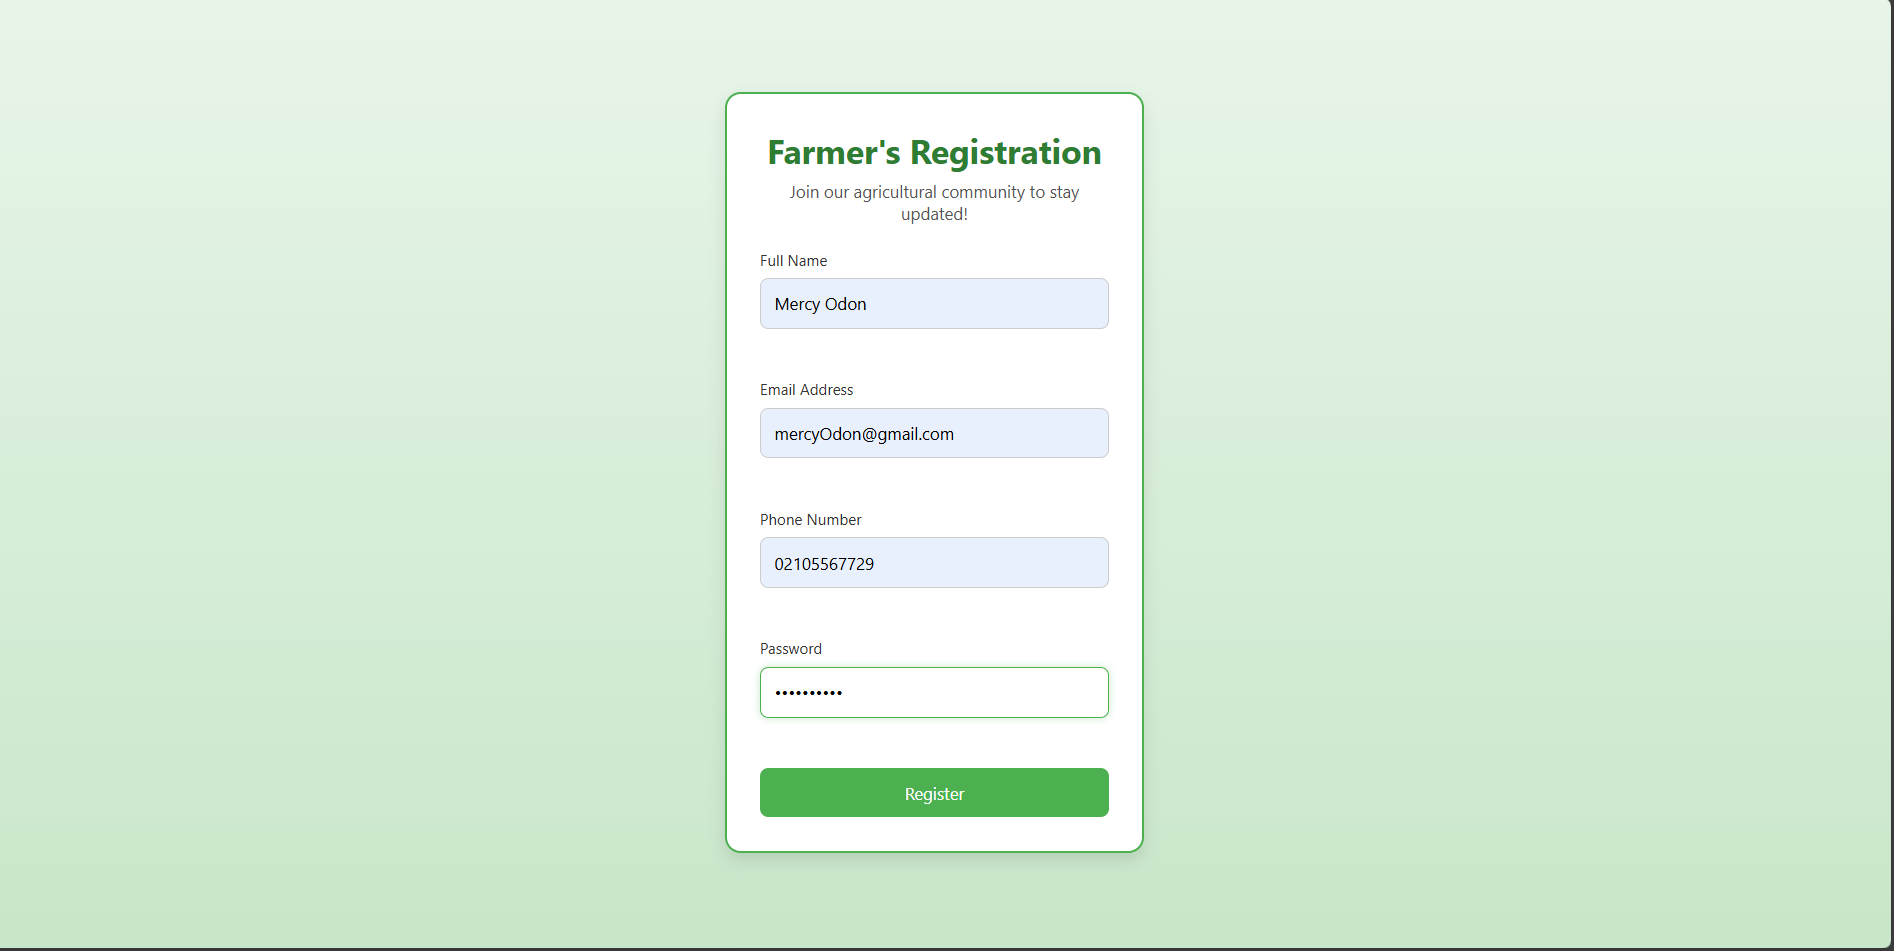 Farmer's Registration
Join our agricultural community to stay
updated!
Full Name
Mercy Odon
Email Address
mercyOdon@gmail.com
Phone Number
02105567729
Password
••••••••••
Register